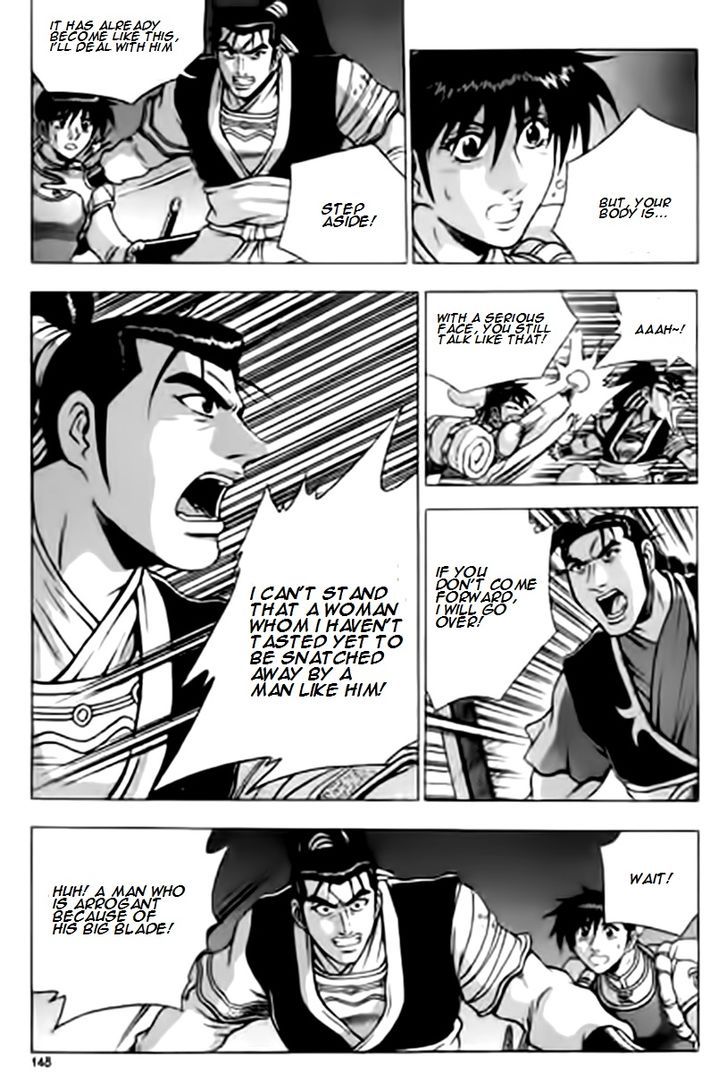 IT HAS ALREADY
BECOME LIKE THIS,
I'LL DEAL WITH HIM
STEP
ASIDE!
BUT, YOUR
BODY IS...
I CAN'T STAND
THAT A WOMAN
WHOM I HAVEN'T
TASTED YET TO
BE SNATCHED
AWAY BY A
MAN LIKE HIM!
WITH A SERIOUS
FACE, YOU STILL
TALK LIKE THAT!
AAAH~!
IF YOU
DON'T COME
FORWARD,
I WILL GO
OVER!
HUH! A MAN WHO
IS ARROGANT
BECAUSE OF
HIS BIG BLADE!
WAIT!
145